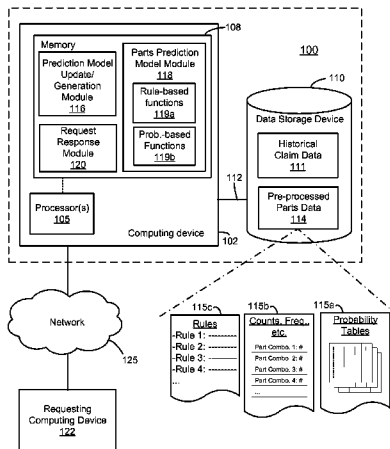 108
100
Memory
Prediction Model
Update/
Generation
Module
116
Parts Prediction
Model Module
118
Rule-based
functions
119a
Prob.-based
Functions
119b
Request
Response
Module
120
Processor(s)
105
Computing device
102
112
110
Data Storage Device
Historical
Claim Data
111
Pre-processed
Parts Data
114
Network
125
Requesting
Computing Device
122
115c
Rules
-Rule 1:
-Rule 2:
-Rule 3:
-Rule 4:
...
115b
Counts, Freq.,
etc.
Part Combo. 1: #
Part Combo. 2: #
Part Combo. 3: #
Part Combo. 4: #
...
115a
Probability
Tables